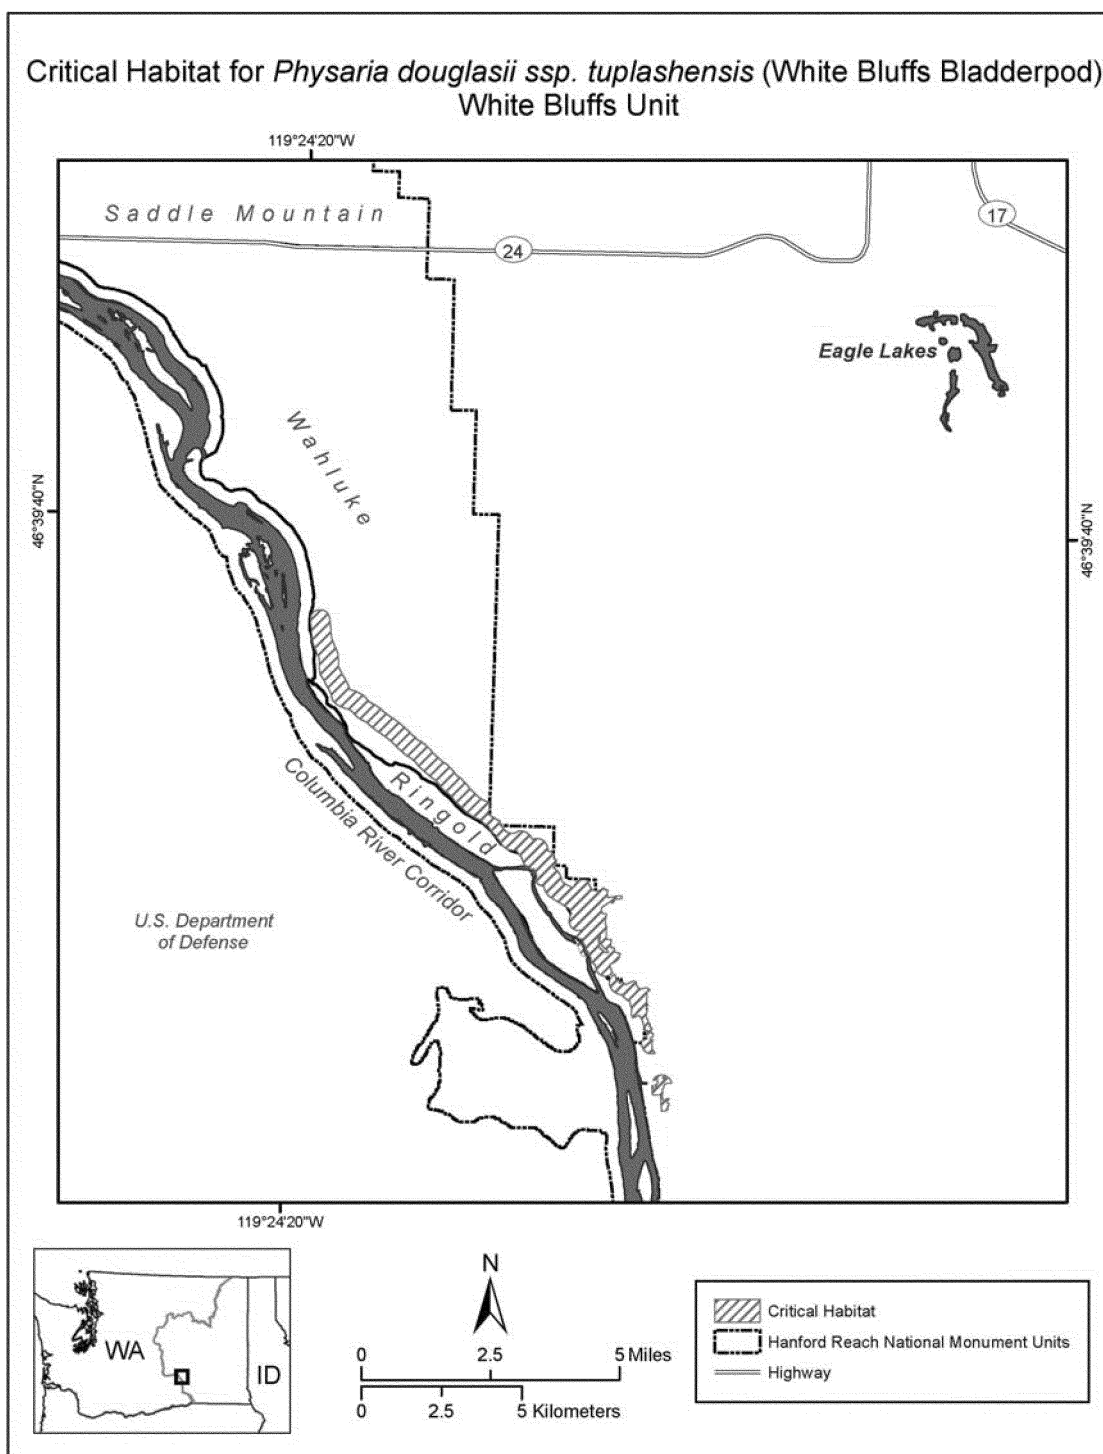 Critical Habitat for Physaria douglasii ssp. tuplashensis (White Bluffs Bladderpod)
White Bluffs Unit
119°24'20"W
Saddle Mountain
24
17
Eagle Lakes
Wahluke
46°39'40"N
46°39'40"N
Ringold
Columbia River Corridor
U.S. Department
of Defense
119°24'20"W
WA
ID
N
0 2.5 5 Miles
0 2.5 5 Kilometers
Critical Habitat
Hanford Reach National Monument Units
Highway